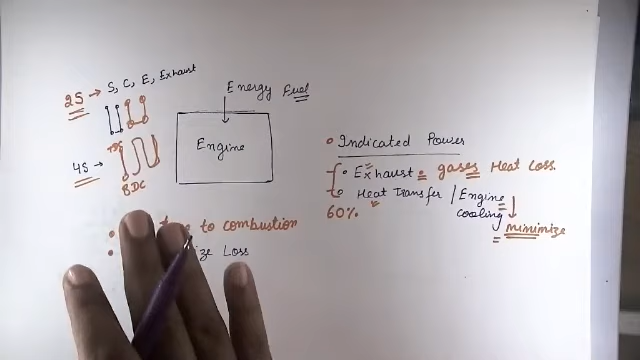 2S → S, C, E, Exhaust
TDC
4S →
BDC
Energy Fuel
Engine
to combustion
Loss
• Indicated Power
• Exhaust gases Heat Loss
• Heat Transfer / Engine
cooling
60%
minimize